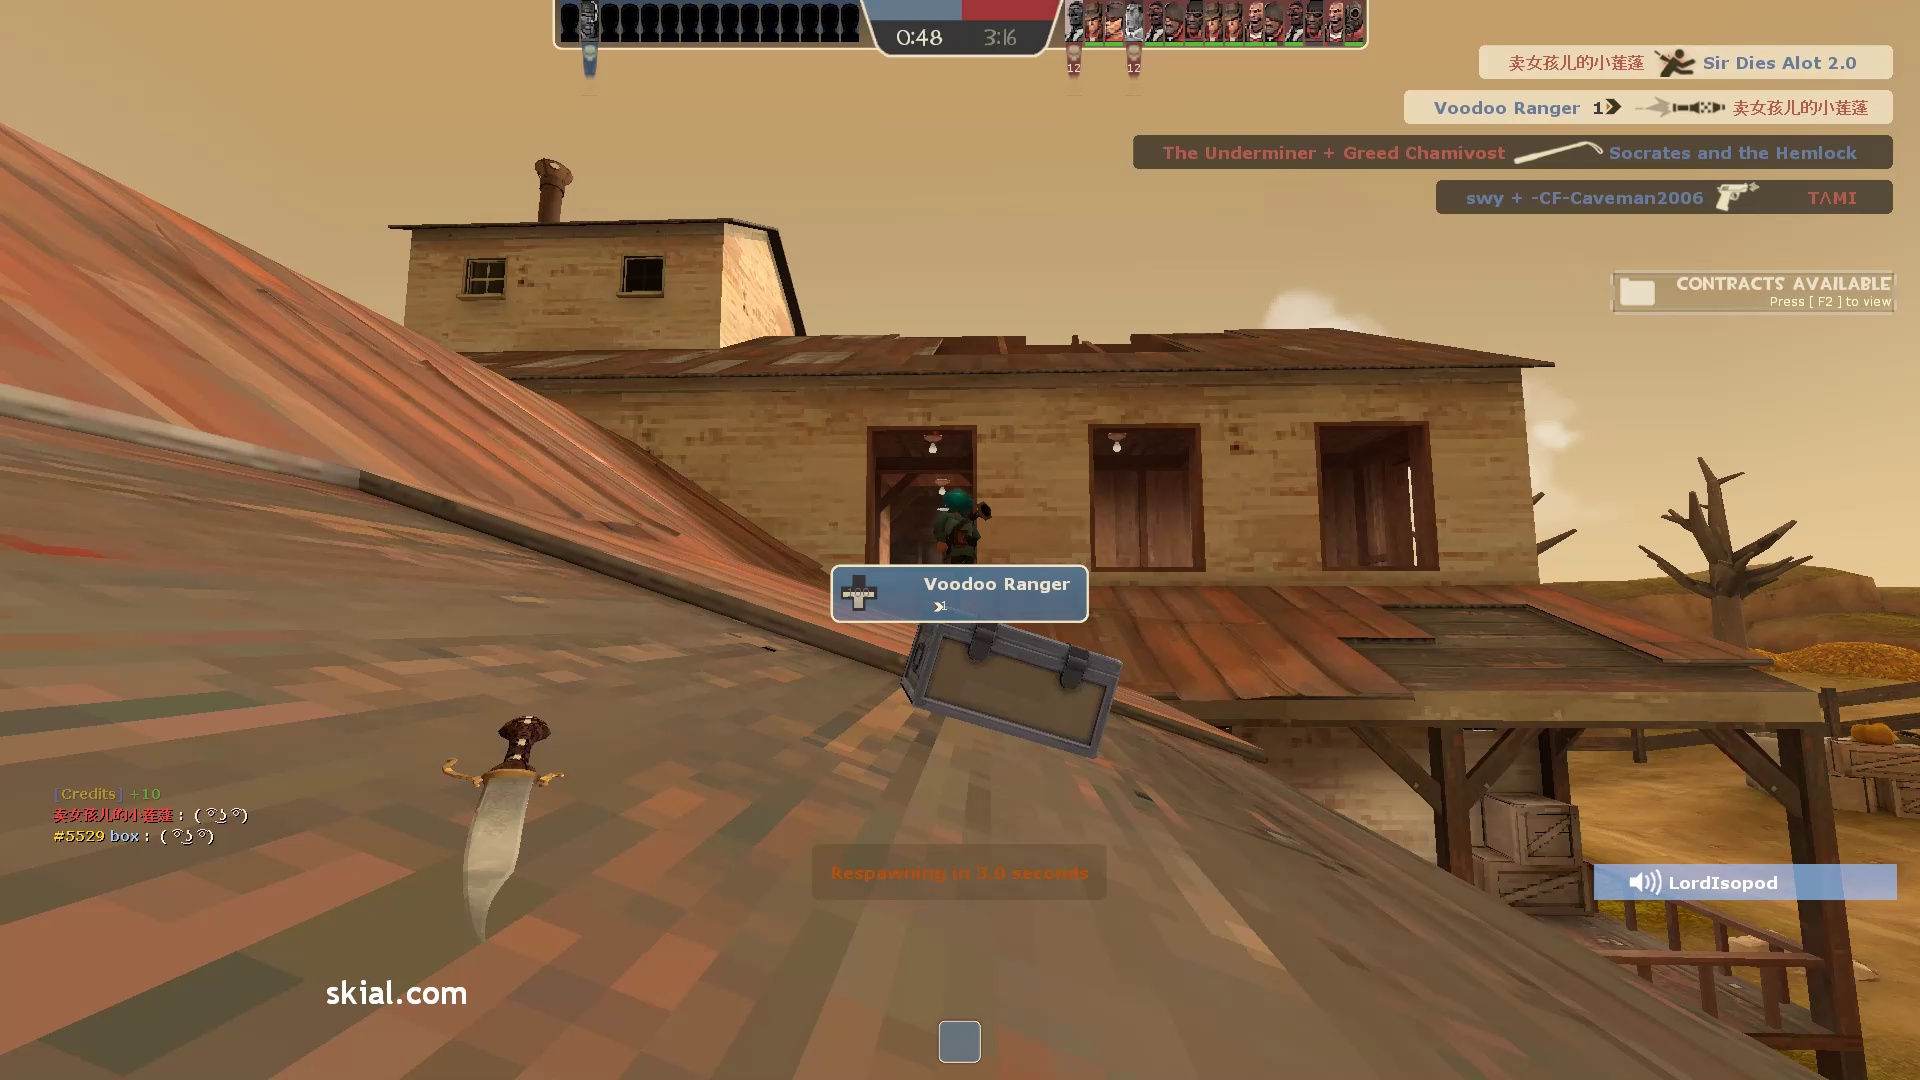 0:48 3:16
12 12
卖女孩儿的小莲蓬 Sir Dies Alot 2.0
Voodoo Ranger 1 卖女孩儿的小莲蓬
The Underminer + Greed Chamivost Socrates and the Hemlock
swy + -CF-Caveman2006 TΛMI
CONTRACTS AVAILABLE
Press [ F2 ] to view
Voodoo Ranger
1
[Credits] +10
卖女孩儿的小莲蓬 : ( ͡° ͜ʖ ͡°)
#5529 box : ( ͡° ͜ʖ ͡°)
Respawning in 3.0 seconds
LordIsopod
skial.com